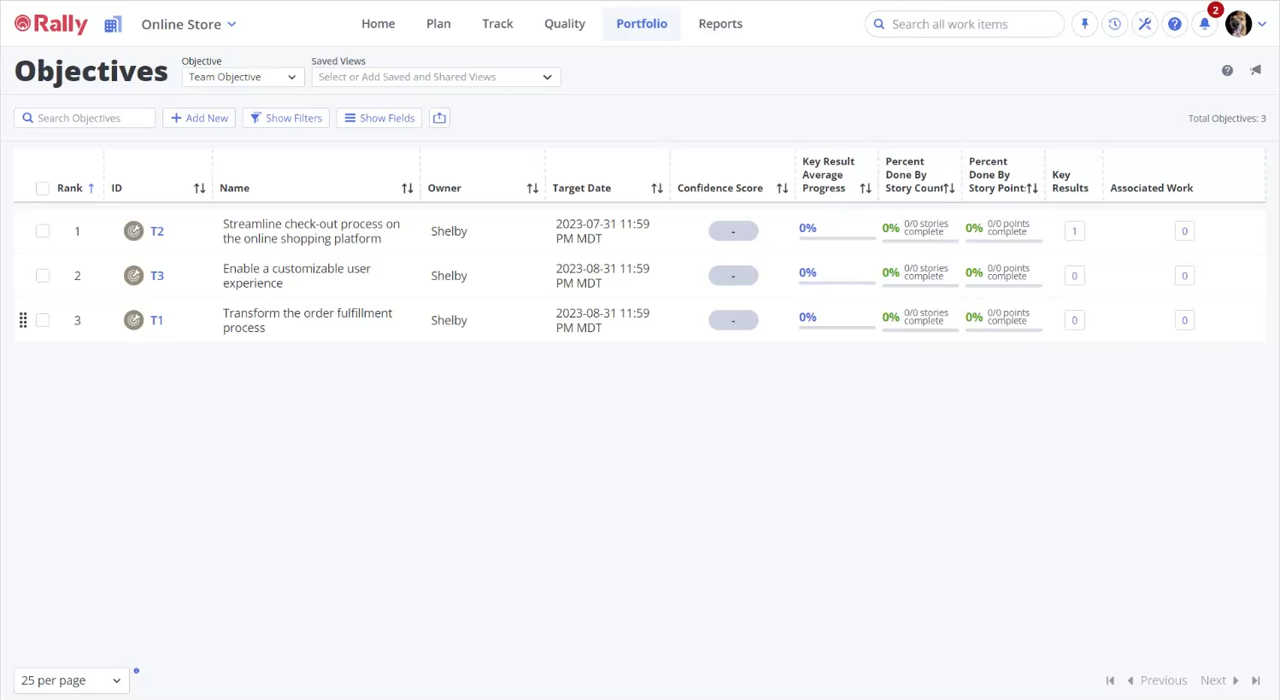 Rally
Online Store
Home
Plan
Track
Quality
Portfolio
Reports
Search all work items
2
Objectives
Objective
Team Objective
Saved Views
Select or Add Saved and Shared Views
Search Objectives
Add New
Show Filters
Show Fields
Total Objectives: 3
Rank
ID
Name
Owner
Target Date
Confidence Score
Key Result
Average
Progress
Percent
Done By
Story Count
Percent
Done By
Story Point
Key
Results
Associated Work
1
T2
Streamline check-out process on
the online shopping platform
Shelby
2023-07-31 11:59
PM MDT
-
0%
0%
0/0 stories
complete
0%
0/0 points
complete
1
0
2
T3
Enable a customizable user
experience
Shelby
2023-08-31 11:59
PM MDT
-
0%
0%
0/0 stories
complete
0%
0/0 points
complete
0
0
3
T1
Transform the order fulfillment
process
Shelby
2023-08-31 11:59
PM MDT
-
0%
0%
0/0 stories
complete
0%
0/0 points
complete
0
0
25 per page
Previous
Next